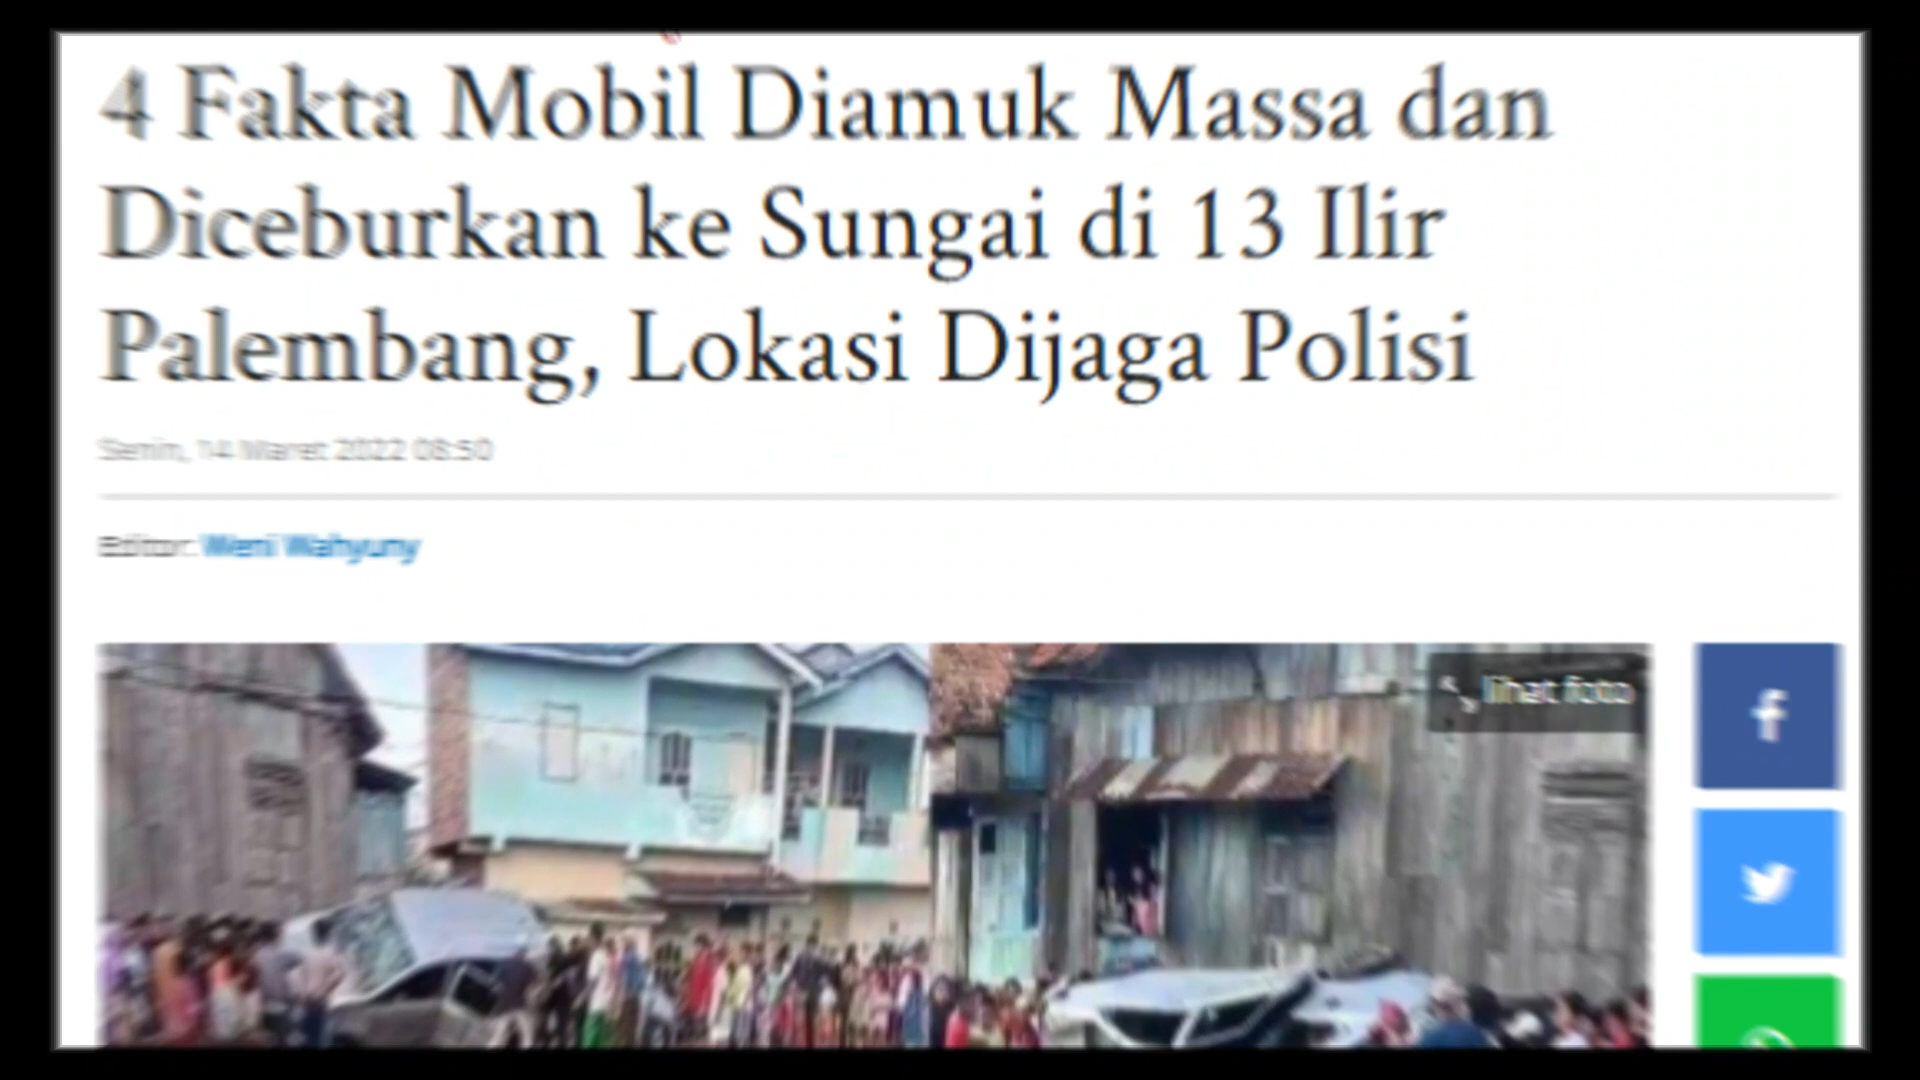 4 Fakta Mobil Diamuk Massa dan
Diceburkan ke Sungai di 13 Ilir
Palembang, Lokasi Dijaga Polisi
Senin, 14 Maret 2022 08:50
Editor: Weni Wahyuny
lihat foto